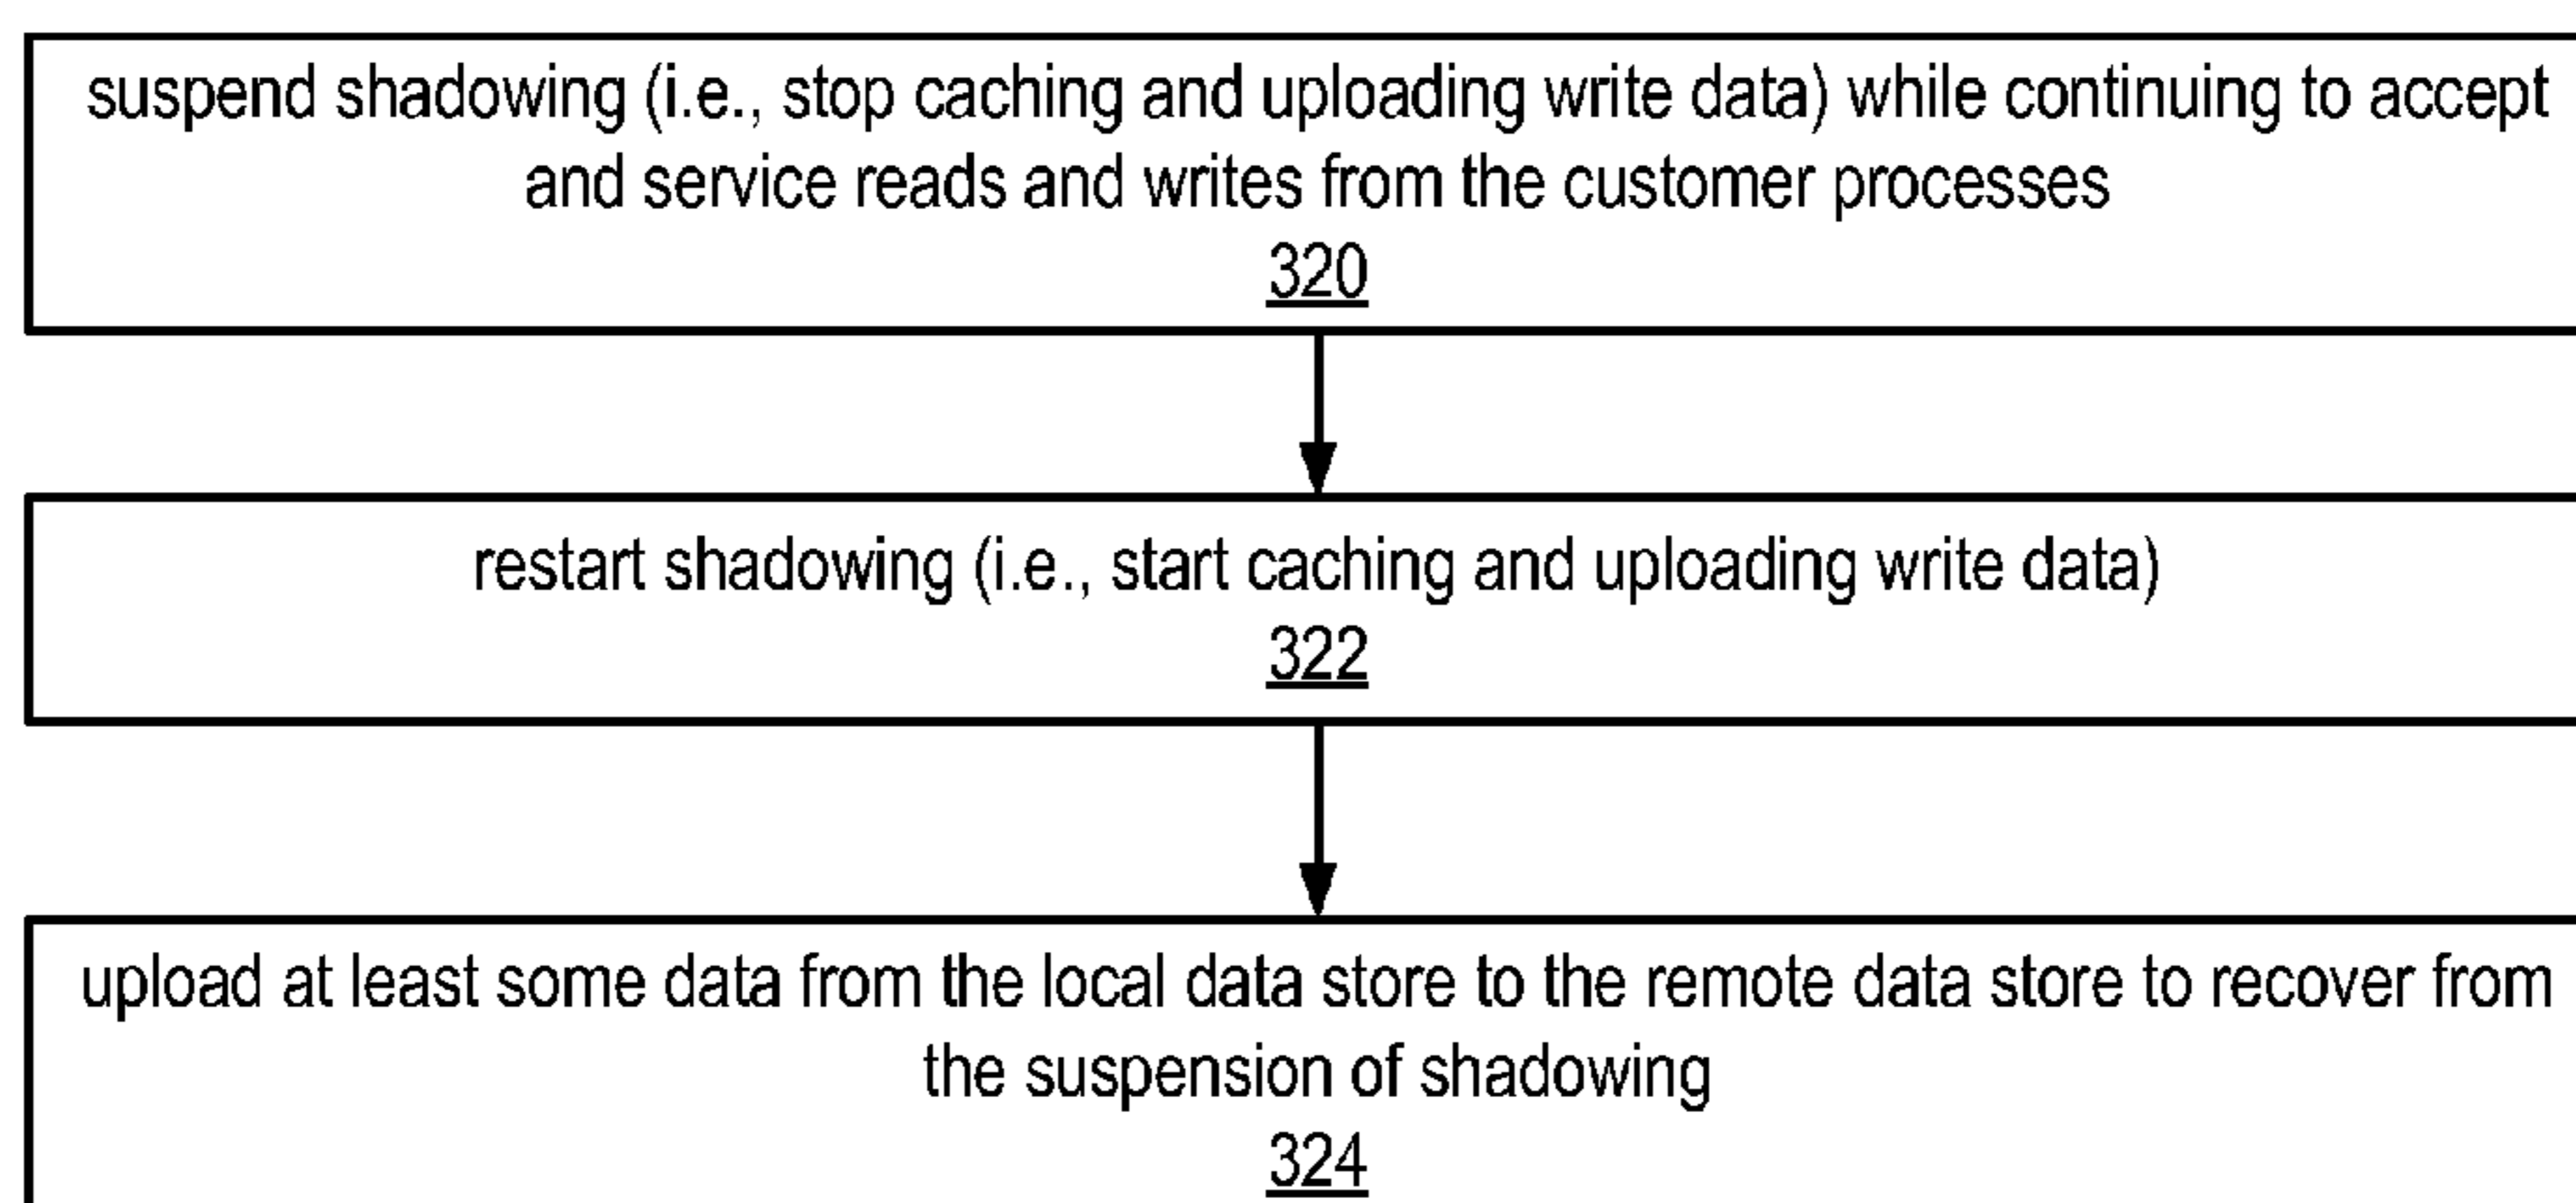 suspend shadowing (i.e., stop caching and uploading write data) while continuing to accept
and service reads and writes from the customer processes
320
restart shadowing (i.e., start caching and uploading write data)
322
upload at least some data from the local data store to the remote data store to recover from
the suspension of shadowing
324